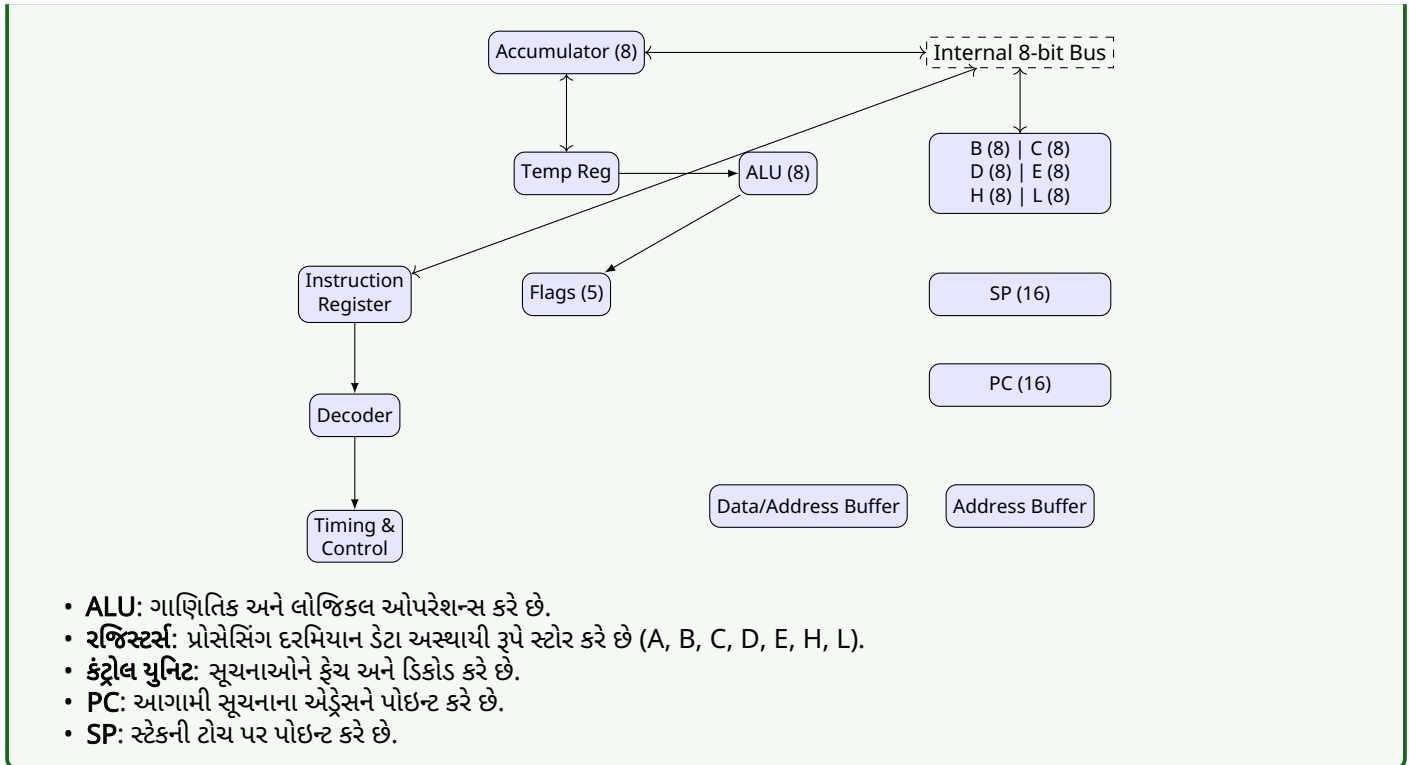 Accumulator (8)
Internal 8-bit Bus
B (8) | C (8)
D (8) | E (8)
H (8) | L (8)
Temp Reg
ALU (8)
Instruction
Register
Flags (5)
SP (16)
PC (16)
Decoder
Data/Address Buffer
Address Buffer
Timing &
Control
• ALU: ગાણિતિક અને લોજિકલ ઓપરેશન્સ કરે છે.
• રજિસ્ટર્સ: પ્રોસેસિંગ દરમિયાન ડેટા અસ્થાયી રૂપે સ્ટોર કરે છે (A, B, C, D, E, H, L).
• કંટ્રોલ યુનિટ: સૂચનાઓને ફેચ અને ડિકોડ કરે છે.
• PC: આગામી સૂચનાના એડ્રેસને પોઇન્ટ કરે છે.
• SP: સ્ટેકની ટોચ પર પોઇન્ટ કરે છે.